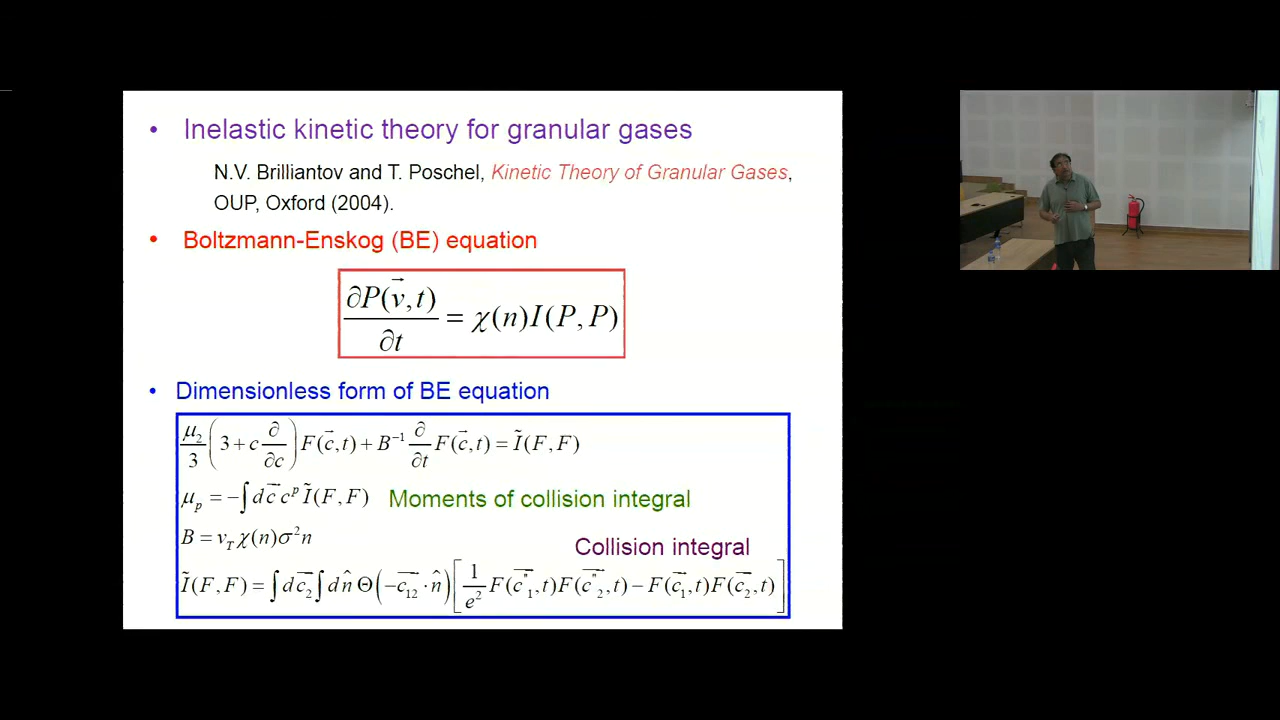 • Inelastic kinetic theory for granular gases
N.V. Brilliantov and T. Poschel, Kinetic Theory of Granular Gases,
OUP, Oxford (2004).
• Boltzmann-Enskog (BE) equation
∂P(v⃗,t)/∂t = χ(n)I(P,P)
• Dimensionless form of BE equation
μ₂/3 (3 + c ∂/∂c) F(c⃗,t) + B⁻¹ ∂/∂t F(c⃗,t) = Ĩ(F,F)
μₚ = −∫dc⃗ cᵖ Ĩ(F,F) Moments of collision integral
B = v_T χ(n)σ²n
Collision integral
Ĩ(F,F) = ∫dc⃗₂∫dn̂ Θ(−c⃗₁₂·n̂)[1/e² F(c⃗″₁,t)F(c⃗″₂,t) − F(c⃗₁,t)F(c⃗₂,t)]